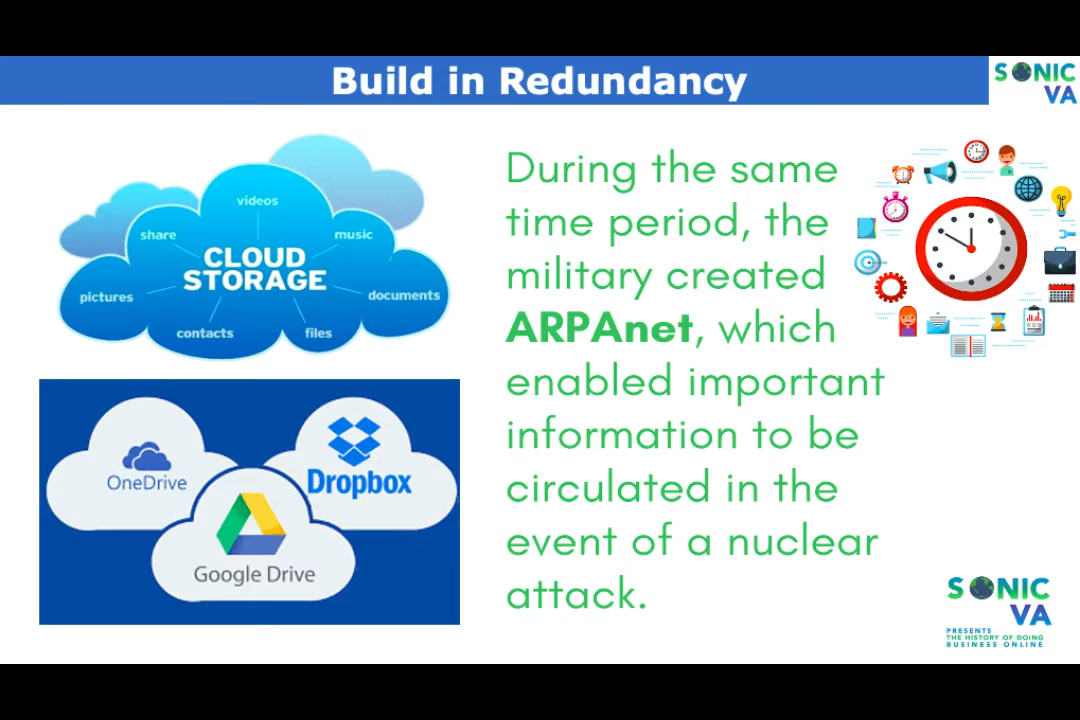 Build in Redundancy
SONIC
VA
videos
share
music
CLOUD
STORAGE
pictures
documents
contacts
files
OneDrive
Dropbox
Google Drive
During the same
time period, the
military created
ARPAnet, which
enabled important
information to be
circulated in the
event of a nuclear
attack.
SONIC
VA
PRESENTS
THE HISTORY OF DOING
BUSINESS ONLINE